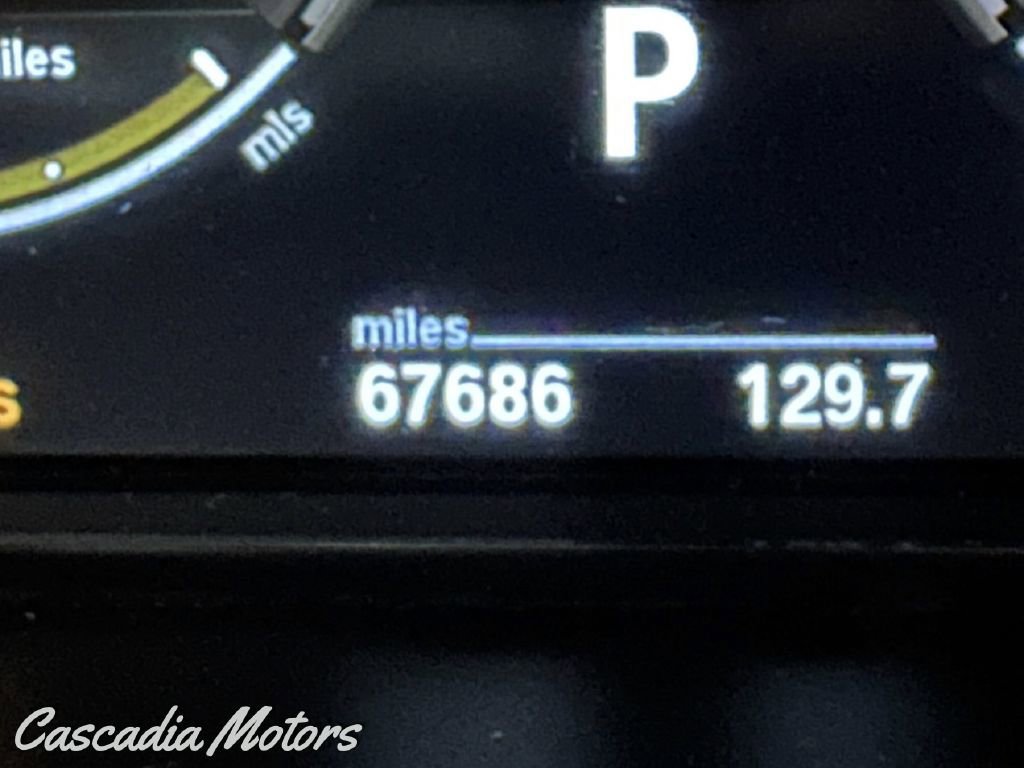 iles
P
mls
miles
67686 129.7
s
Cascadia Motors